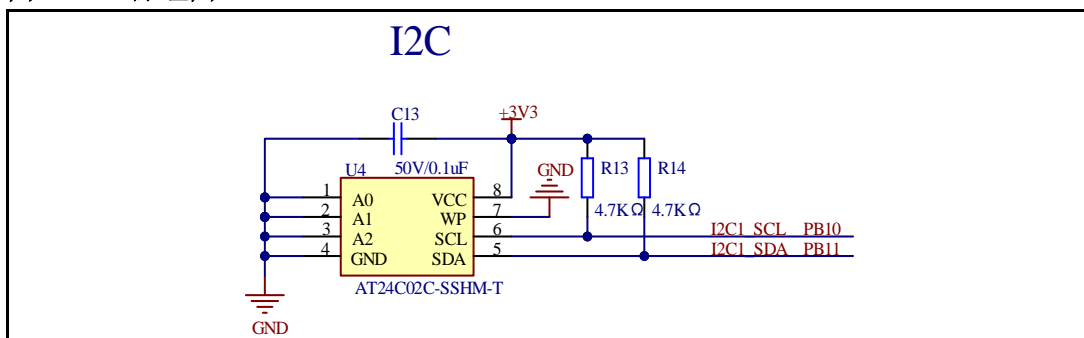 I2C
C13
+3V3
U4
50V/0.1uF
GND
R13
R14
1
A0
VCC
8
2
A1
WP
7
4.7KΩ
4.7KΩ
3
A2
SCL
6
I2C1_SCL
PB10
4
GND
SDA
5
I2C1_SDA
PB11
AT24C02C-SSHM-T
GND